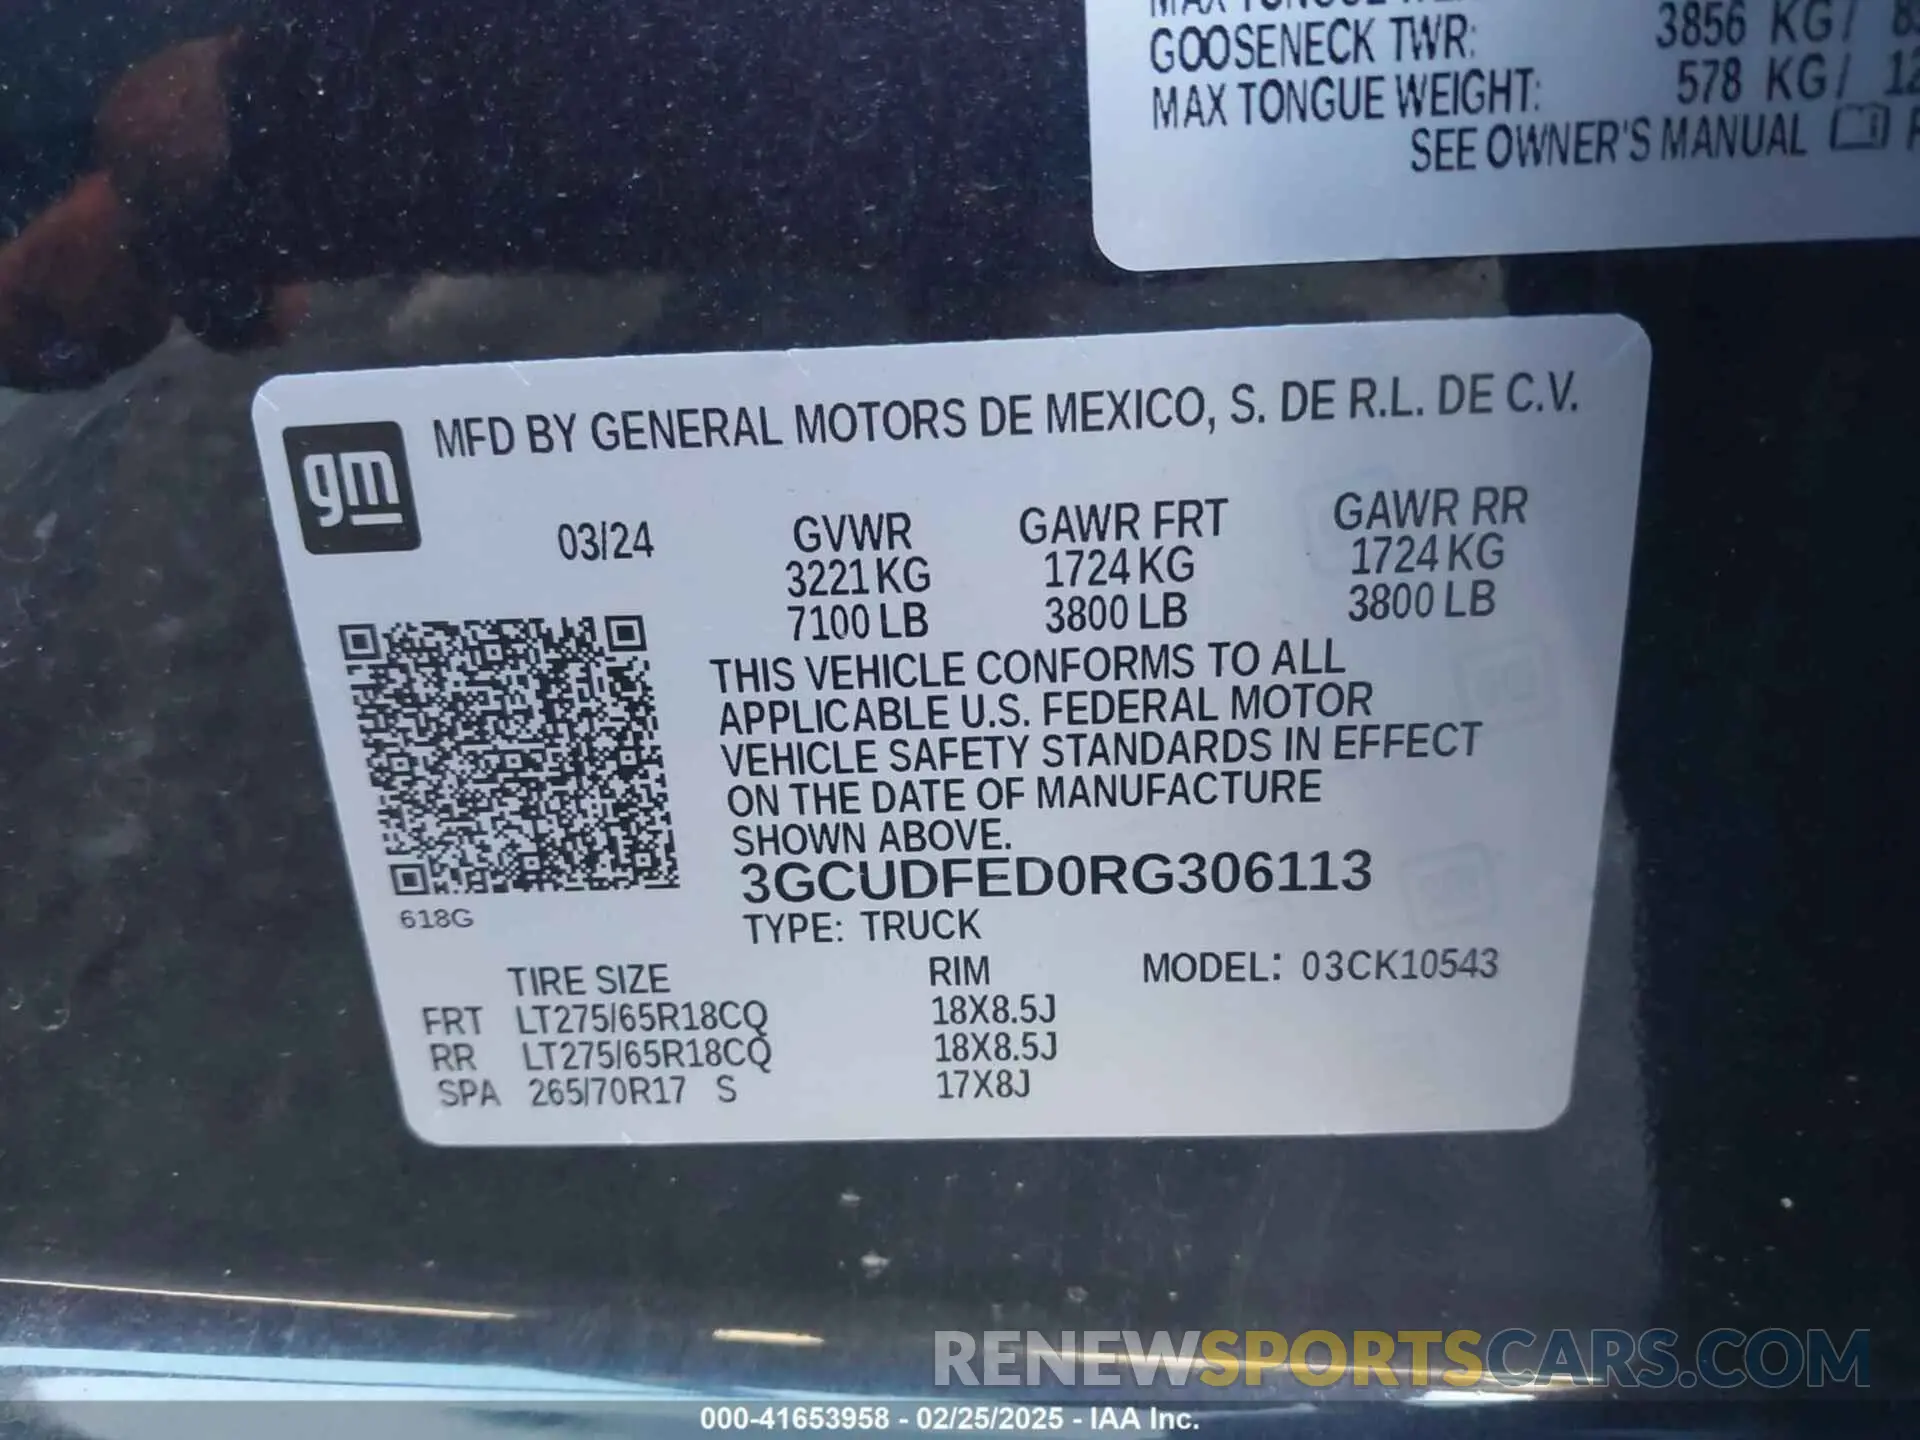 GOOSENECK TWR: 3856 KG/
MAX TONGUE WEIGHT: 578 KG/
SEE OWNER'S MANUAL
gm
MFD BY GENERAL MOTORS DE MEXICO, S. DE R.L. DE C.V.
03/24 GVWR GAWR FRT GAWR RR
3221 KG 1724 KG 1724 KG
7100 LB 3800 LB 3800 LB
THIS VEHICLE CONFORMS TO ALL
APPLICABLE U.S. FEDERAL MOTOR
VEHICLE SAFETY STANDARDS IN EFFECT
ON THE DATE OF MANUFACTURE
SHOWN ABOVE.
3GCUDFED0RG306113
618G
TYPE: TRUCK
TIRE SIZE RIM MODEL: 03CK10543
FRT LT275/65R18CQ 18X8.5J
RR LT275/65R18CQ 18X8.5J
SPA 265/70R17 S 17X8J
RENEWSPORTSCARS.COM
000-41653958 - 02/25/2025 - IAA Inc.